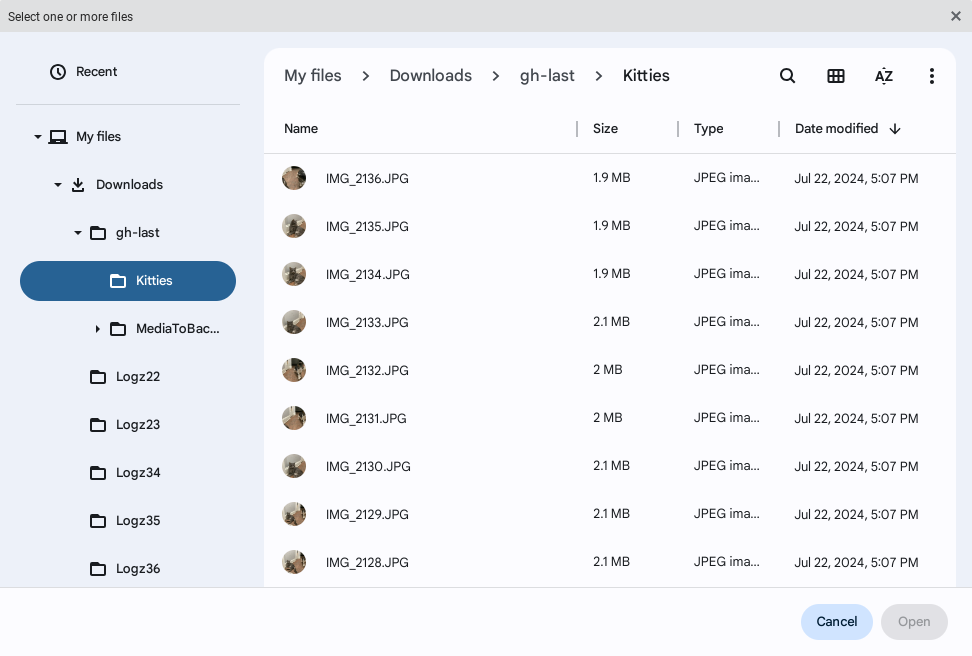 Select one or more files
Recent
My files
Downloads
gh-last
Kitties
MediaToBac...
Logz22
Logz23
Logz34
Logz35
Logz36
My files > Downloads > gh-last > Kitties
AZ
Name Size Type Date modified
IMG_2136.JPG 1.9 MB JPEG ima... Jul 22, 2024, 5:07 PM
IMG_2135.JPG 1.9 MB JPEG ima... Jul 22, 2024, 5:07 PM
IMG_2134.JPG 1.9 MB JPEG ima... Jul 22, 2024, 5:07 PM
IMG_2133.JPG 2.1 MB JPEG ima... Jul 22, 2024, 5:07 PM
IMG_2132.JPG 2 MB JPEG ima... Jul 22, 2024, 5:07 PM
IMG_2131.JPG 2 MB JPEG ima... Jul 22, 2024, 5:07 PM
IMG_2130.JPG 2.1 MB JPEG ima... Jul 22, 2024, 5:07 PM
IMG_2129.JPG 2.1 MB JPEG ima... Jul 22, 2024, 5:07 PM
IMG_2128.JPG 2.1 MB JPEG ima... Jul 22, 2024, 5:07 PM
Cancel Open